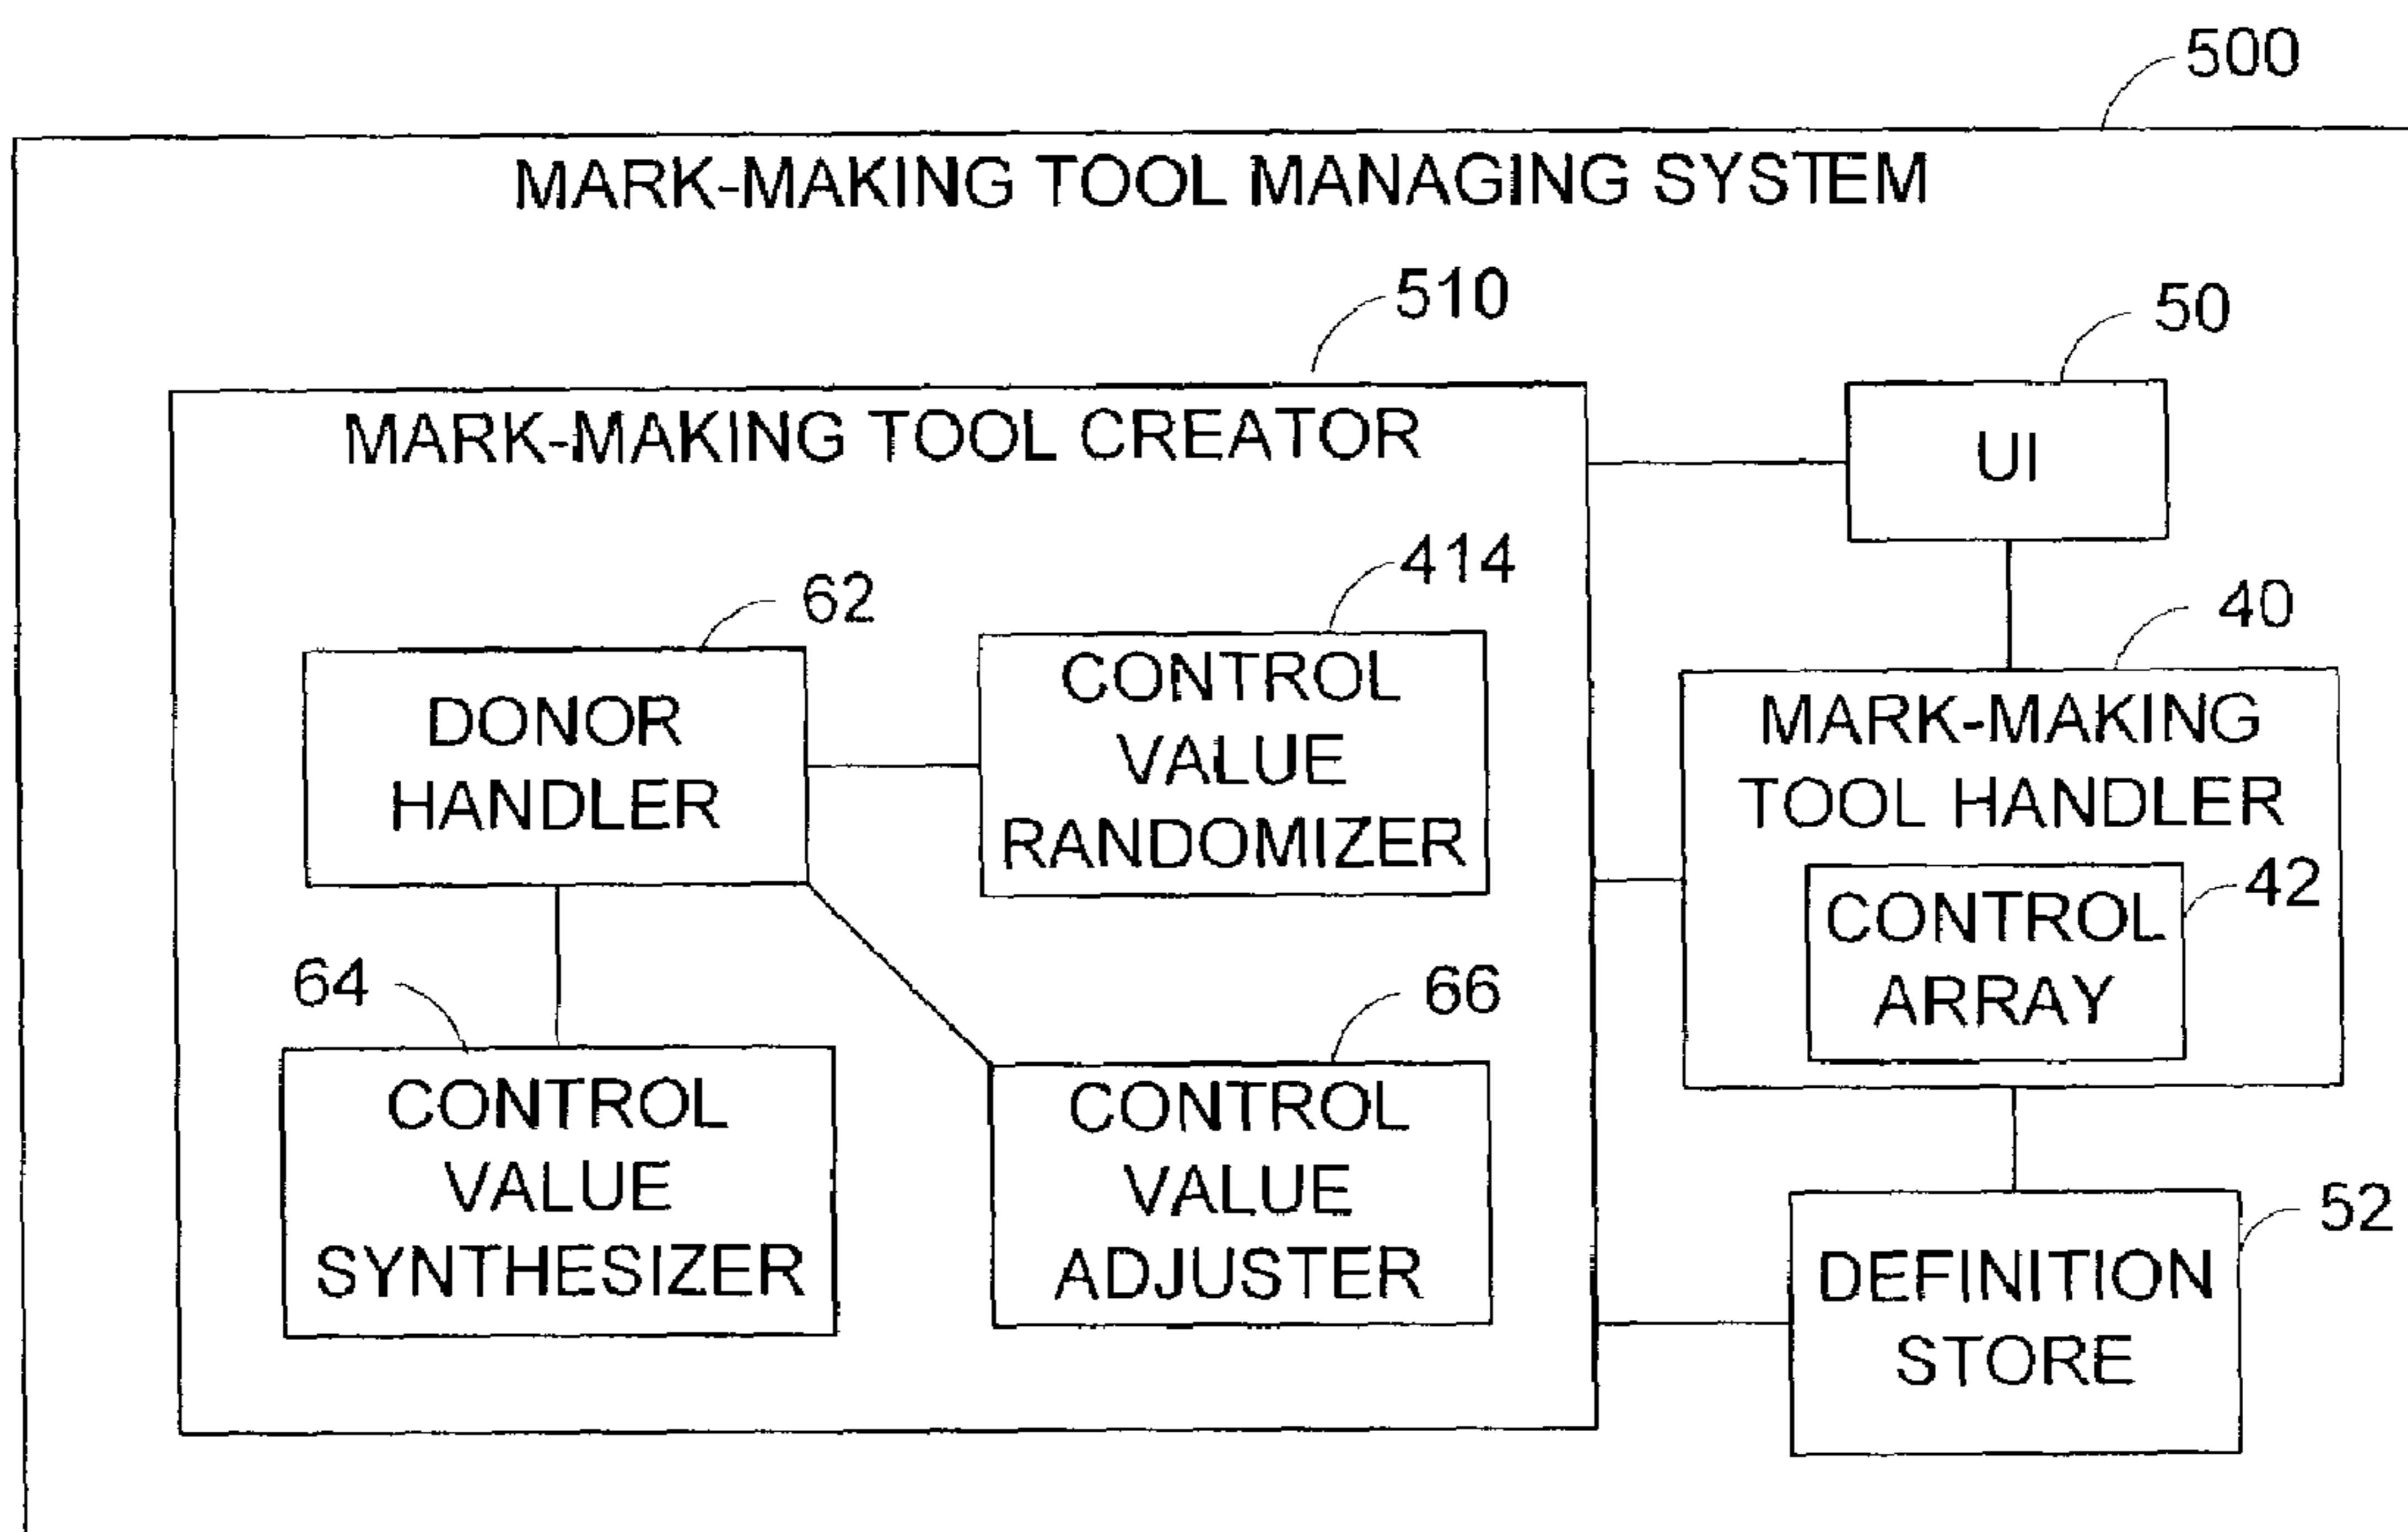 500
MARK-MAKING TOOL MANAGING SYSTEM
510
50
MARK-MAKING TOOL CREATOR
UI
62
414
40
DONOR
HANDLER
CONTROL
VALUE
RANDOMIZER
MARK-MAKING
TOOL HANDLER
42
CONTROL
ARRAY
64
66
CONTROL
VALUE
SYNTHESIZER
CONTROL
VALUE
ADJUSTER
52
DEFINITION
STORE